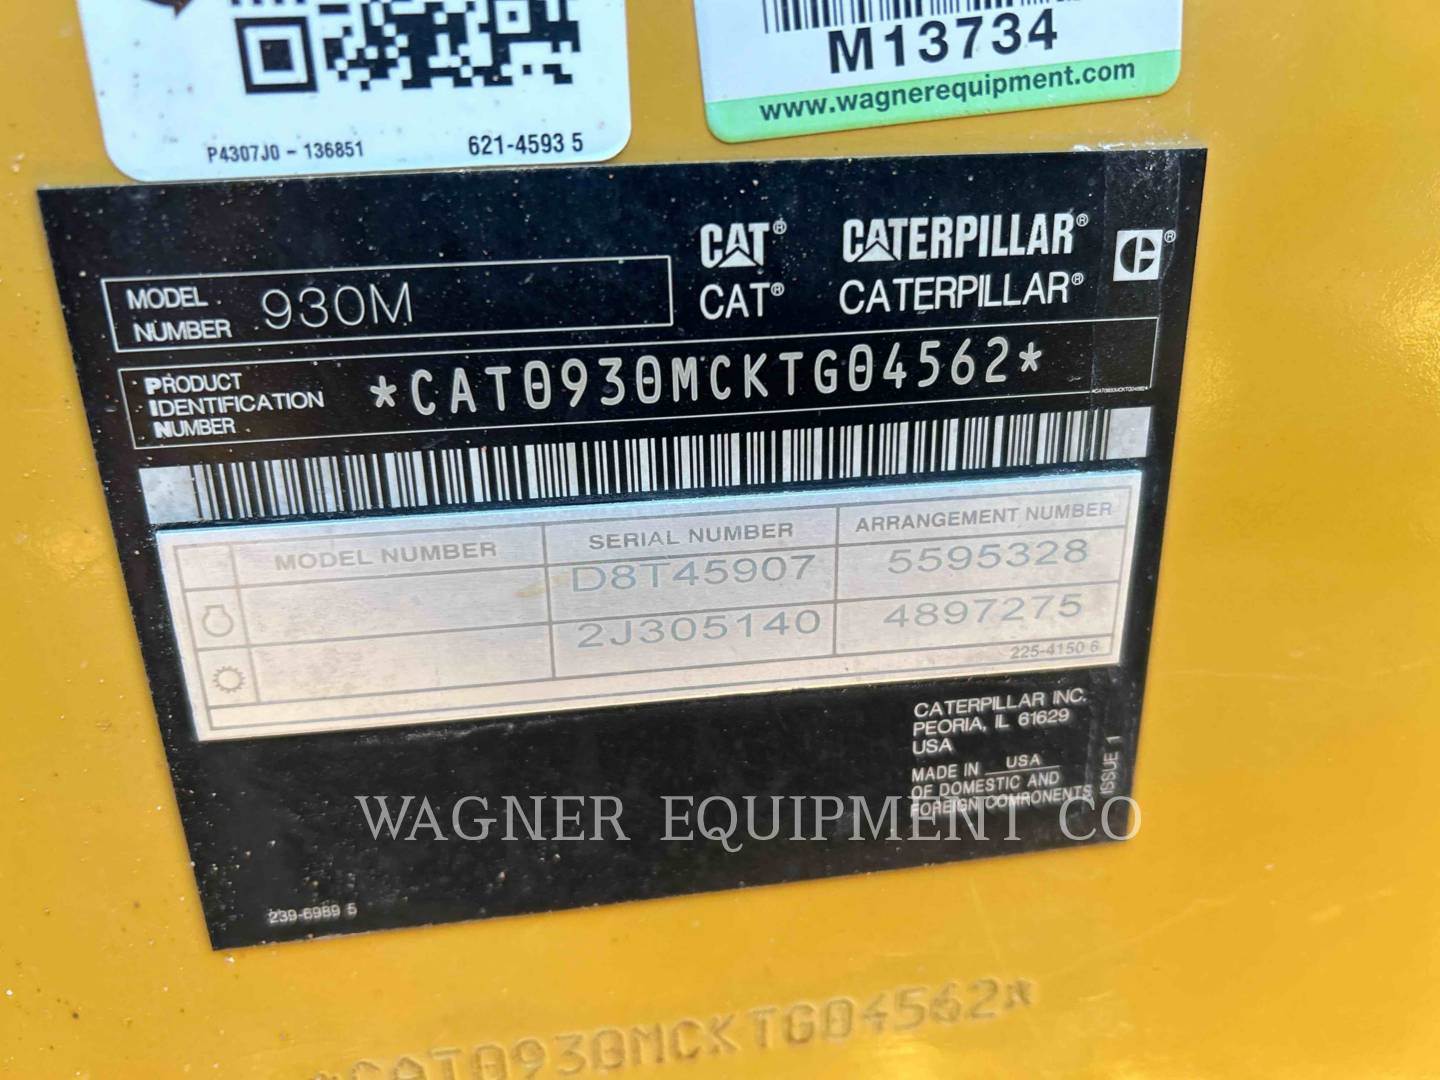 M13734
www.wagnerequipment.com
P4307J0 - 136851
621-4593 5
CAT® CATERPILLAR®
CAT® CATERPILLAR®
MODEL NUMBER 930M
PRODUCT IDENTIFICATION NUMBER *CAT0930MCKTG04562*
*CAT0930MCKTG04562*
MODEL NUMBER SERIAL NUMBER ARRANGEMENT NUMBER
D8T45907 5595328
2J305140 4897275
225-4150 6
CATERPILLAR INC.
PEORIA, IL 61629
USA
MADE IN USA
OF DOMESTIC AND
FOREIGN COMPONENTS
ISSUE 1
WAGNER EQUIPMENT CO
239-6989 5
*CAT0930MCKTG04562*